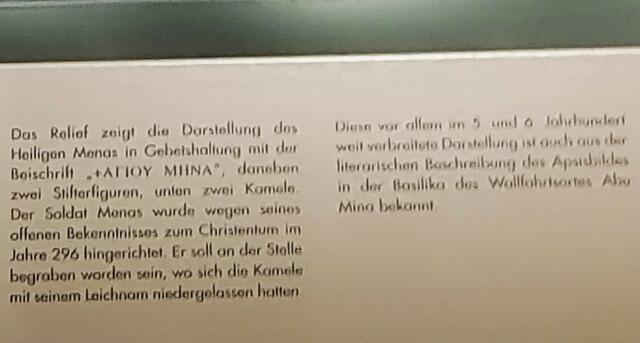 Das Relief zeigt die Darstellung des
Heiligen Menas in Gebetshaltung mit der
Beischrift „+ΑΓΙΟΥ ΜΗΝΑ“, daneben
zwei Stifterfiguren, unten zwei Kamele.
Der Soldat Menas wurde wegen seines
offenen Bekenntnisses zum Christentum im
Jahre 296 hingerichtet. Er soll an der Stelle
begraben worden sein, wo sich die Kamele
mit seinem Leichnam niedergelassen hatten.
Diese vor allem im 5. und 6. Jahrhundert
weit verbreitete Darstellung ist auch aus der
literarischen Beschreibung des Apsisbildes
in der Basilika des Wallfahrtsortes Abu
Mina bekannt.